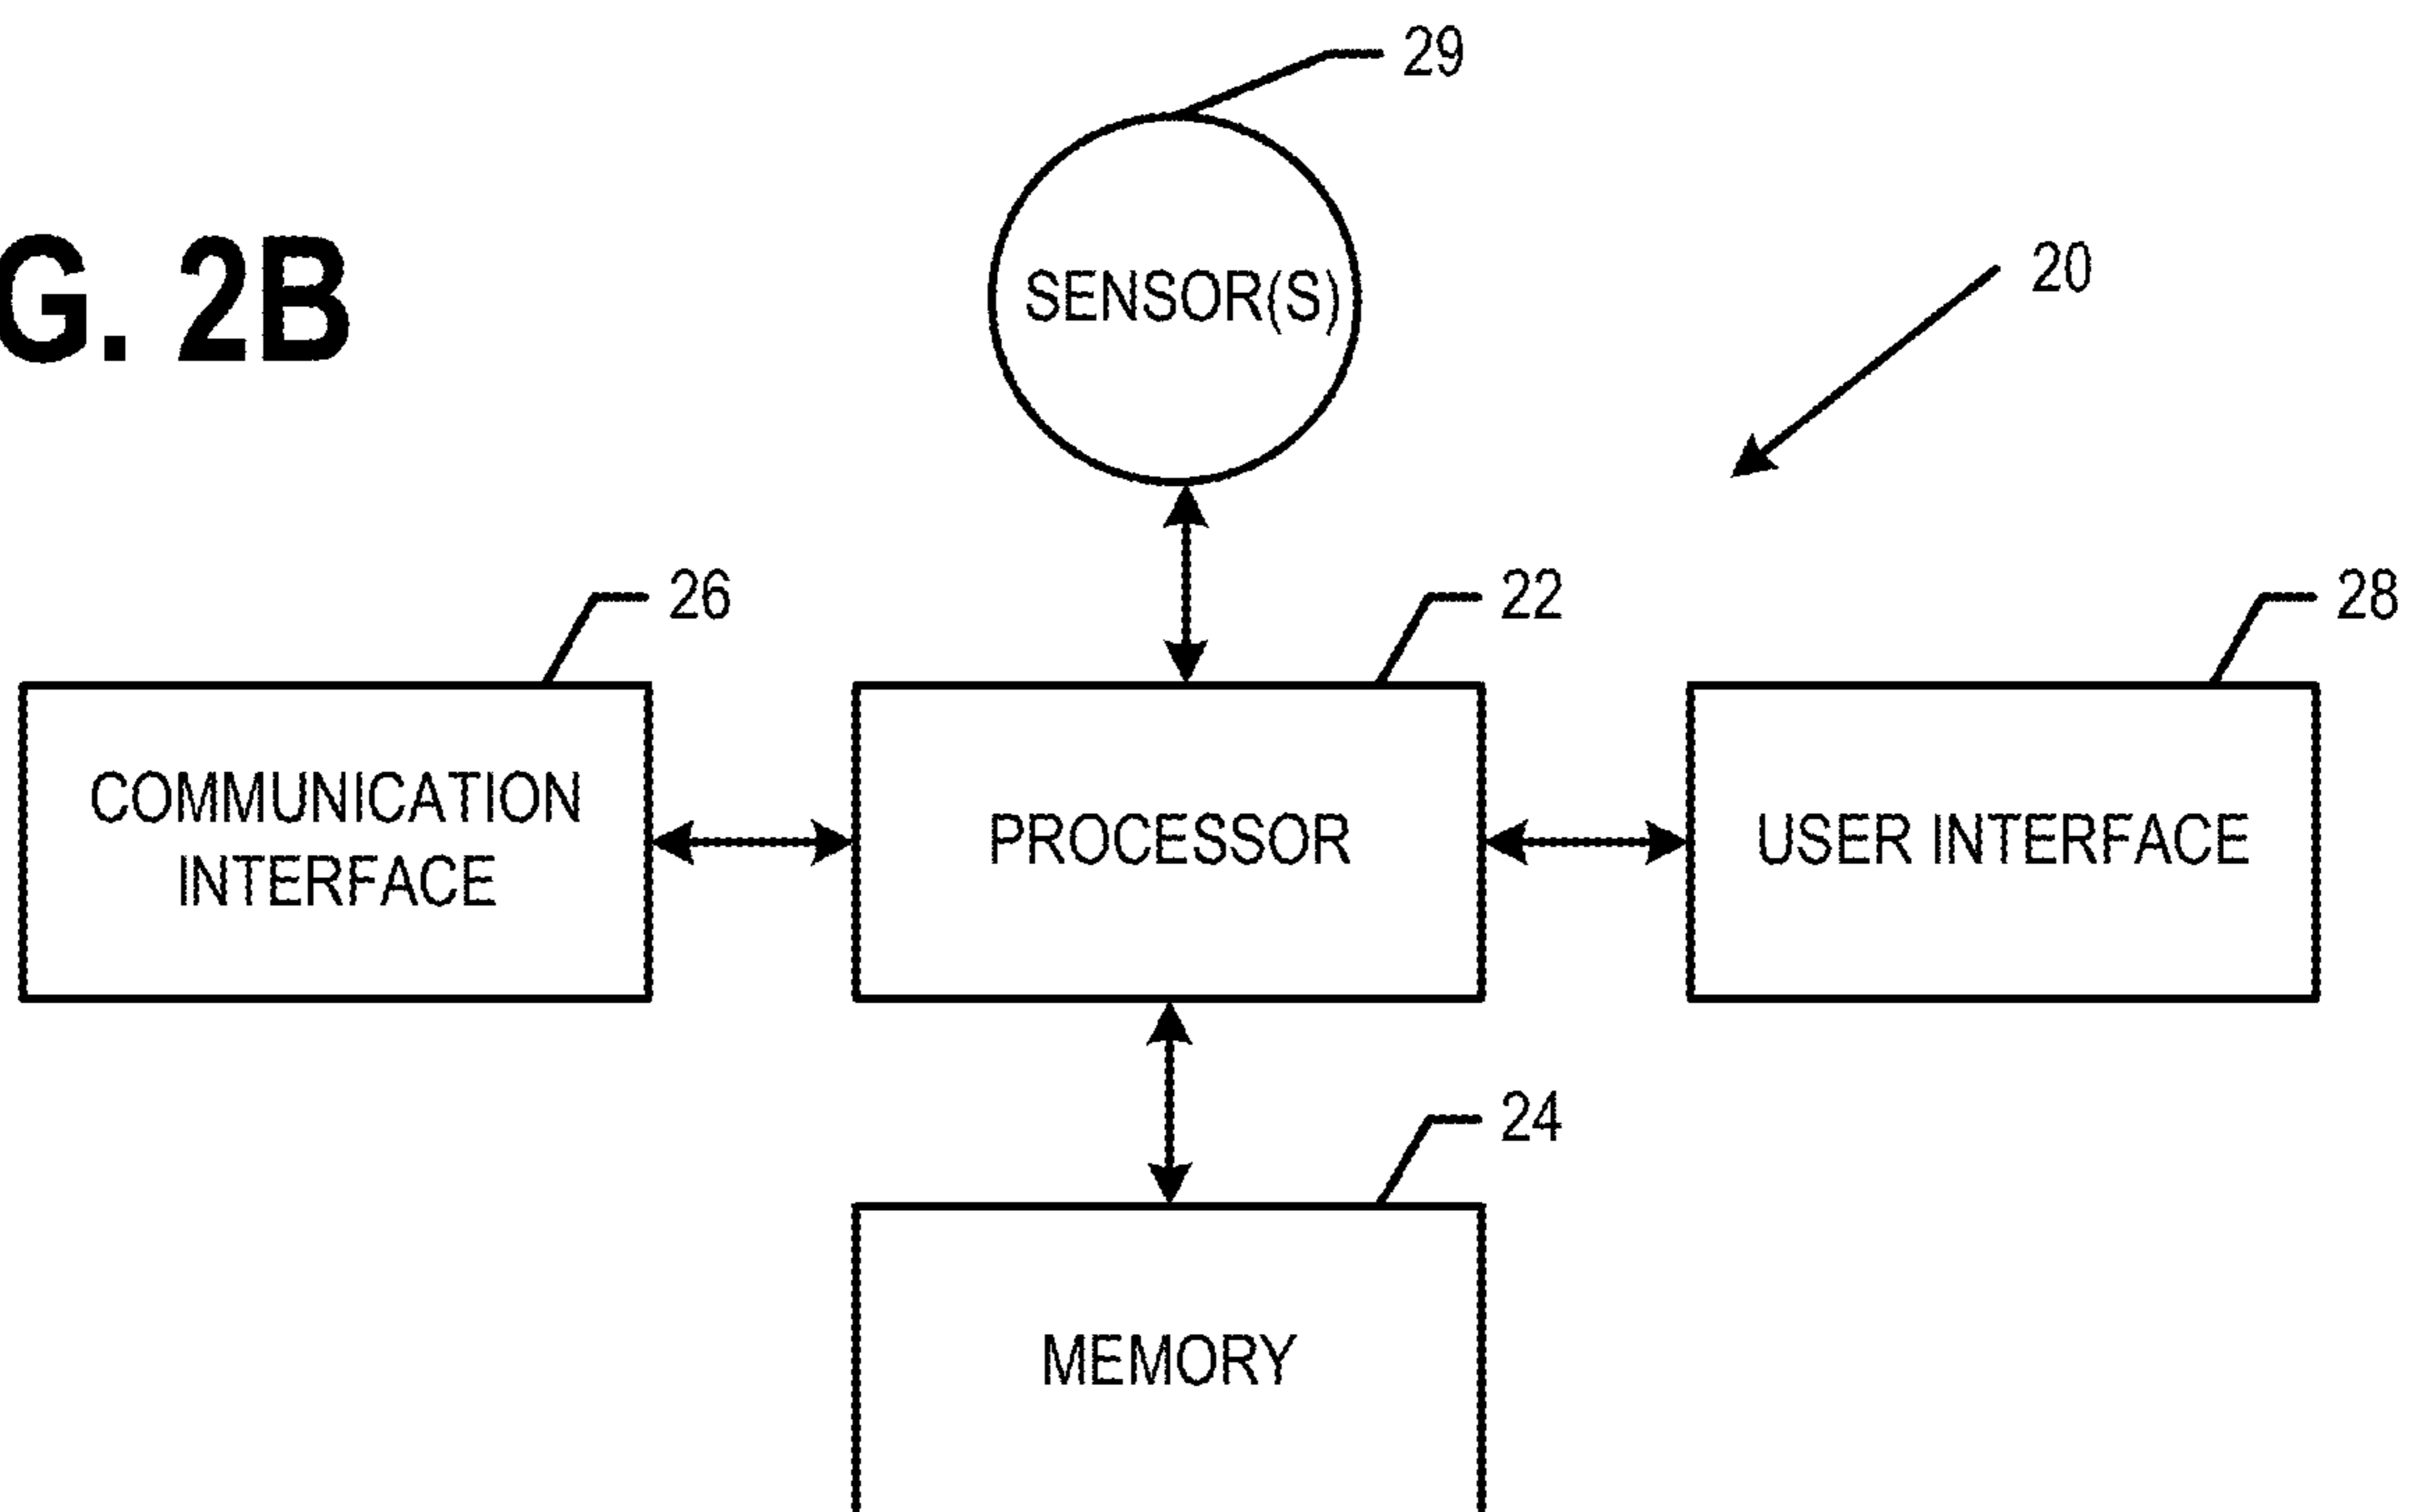 29
G. 2B
SENSOR(S)
20
26
22
28
COMMUNICATION
INTERFACE
PROCESSOR
USER INTERFACE
24
MEMORY